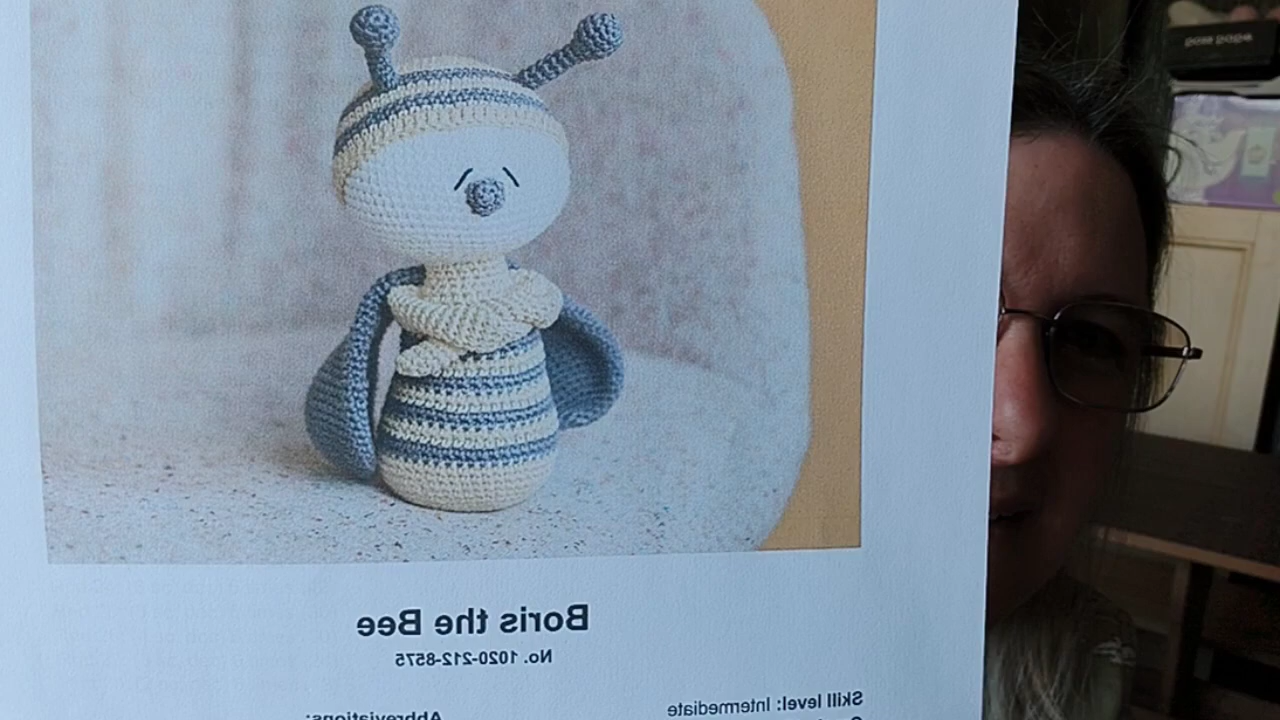 Boris the Bee
No. 1020-212-8575
Skill level: Intermediate
Abbreviations: